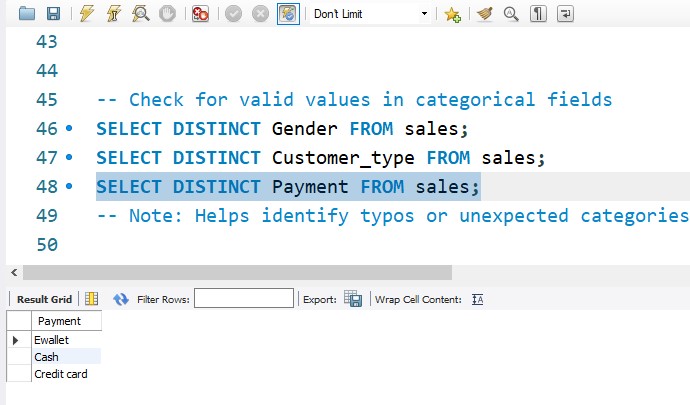 Don't Limit
43
44
45 -- Check for valid values in categorical fields
46 SELECT DISTINCT Gender FROM sales;
47 SELECT DISTINCT Customer_type FROM sales;
48 SELECT DISTINCT Payment FROM sales;
49 -- Note: Helps identify typos or unexpected categories
50
Result Grid Filter Rows: Export: Wrap Cell Content:
Payment
Ewallet
Cash
Credit card